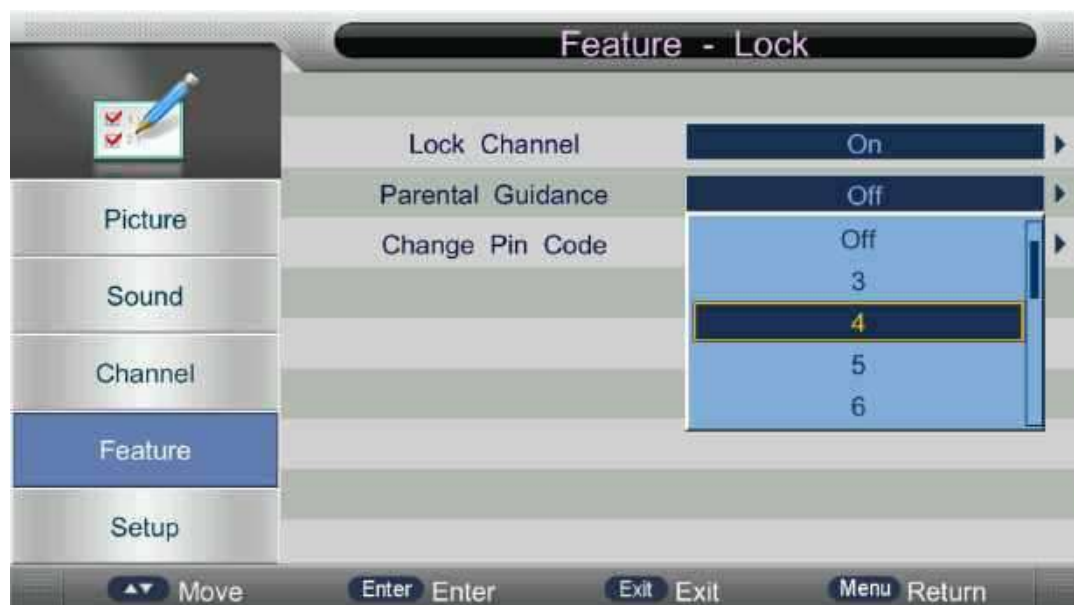 Feature - Lock
Lock Channel On
Parental Guidance Off
Change Pin Code
Off
3
4
5
6
Picture
Sound
Channel
Feature
Setup
Move Enter Enter Exit Exit Menu Return